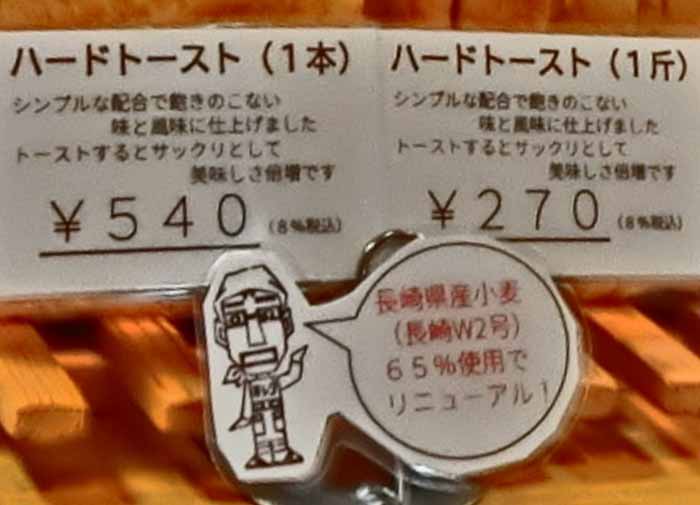 ハードトースト（１本）
シンプルな配合で飽きのこない
味と風味に仕上げました
トーストするとサックリとして
美味しさ倍増です
￥５４０（８％税込）
ハードトースト（１斤）
シンプルな配合で飽きのこない
味と風味に仕上げました
トーストするとサックリとして
美味しさ倍増です
￥２７０（８％税込）
長崎県産小麦
（長崎W2号）
６５％使用で
リニューアル！